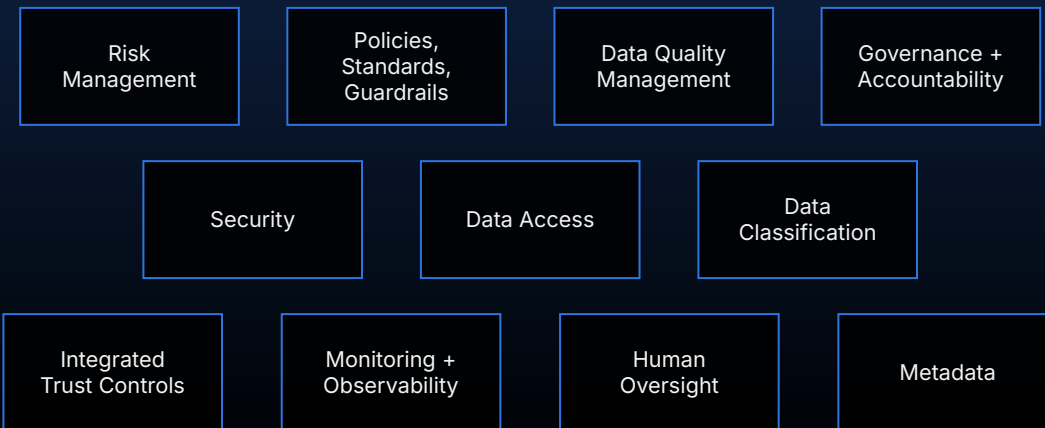 Risk
Management
Policies,
Standards,
Guardrails
Data Quality
Management
Governance +
Accountability
Security
Data Access
Data
Classification
Integrated
Trust Controls
Monitoring +
Observability
Human
Oversight
Metadata